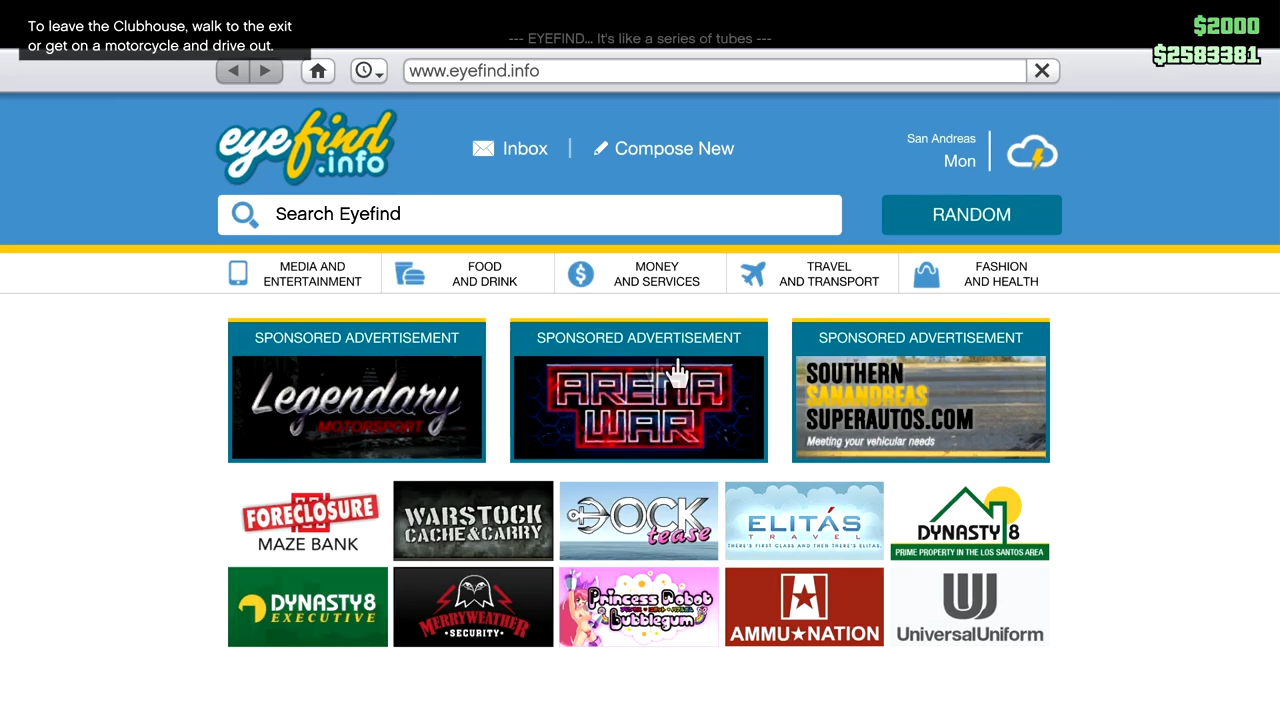 To leave the Clubhouse, walk to the exit
or get on a motorcycle and drive out.
--- EYEFIND... It's like a series of tubes ---
$2000
$2583381
www.eyefind.info
eyefind
.info
Inbox
Compose New
San Andreas
Mon
Search Eyefind
RANDOM
MEDIA AND
ENTERTAINMENT
FOOD
AND DRINK
MONEY
AND SERVICES
TRAVEL
AND TRANSPORT
FASHION
AND HEALTH
SPONSORED ADVERTISEMENT
Legendary
MOTORSPORT
SPONSORED ADVERTISEMENT
ARENA
WAR
SPONSORED ADVERTISEMENT
SOUTHERN
SANANDREAS
SUPERAUTOS.COM
Meeting your vehicular needs
FORECLOSURE
MAZE BANK
WARSTOCK
CACHE&CARRY
DOCK
tease
ELITÁS
TRAVEL
THERE'S FIRST CLASS AND THEN THERE'S ELITAS.
DYNASTY 8
PRIME PROPERTY IN THE LOS SANTOS AREA
DYNASTY8
EXECUTIVE
MERRYWEATHER
SECURITY
Princess Robot
Bubblegum
AMMU★NATION
U
UniversalUniform